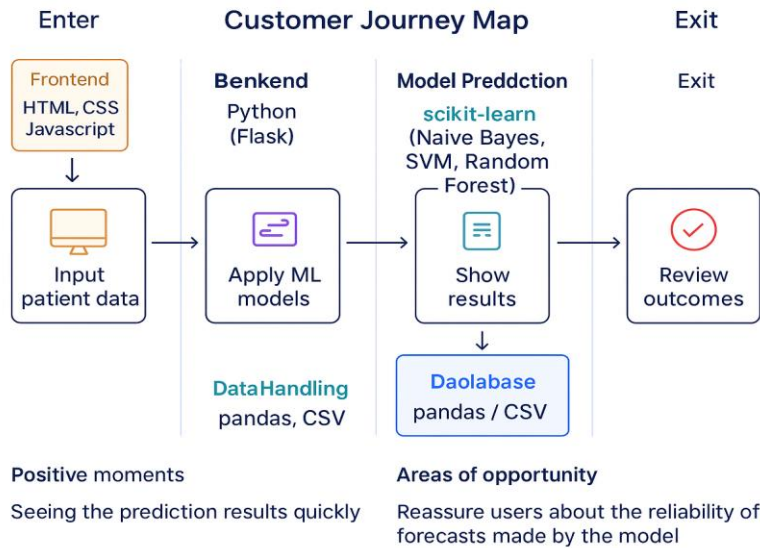 Enter
Customer Journey Map
Exit
Frontend
HTML, CSS
Javascript
Benkend
Python
(Flask)
Model Preddction
scikit-learn
(Naive Bayes,
SVM, Random
Forest)
Exit
Input
patient data
Apply ML
models
Show
results
Review
outcomes
DataHandling
pandas, CSV
Daolabase
pandas / CSV
Positive moments
Seeing the prediction results quickly
Areas of opportunity
Reassure users about the reliability of
forecasts made by the model